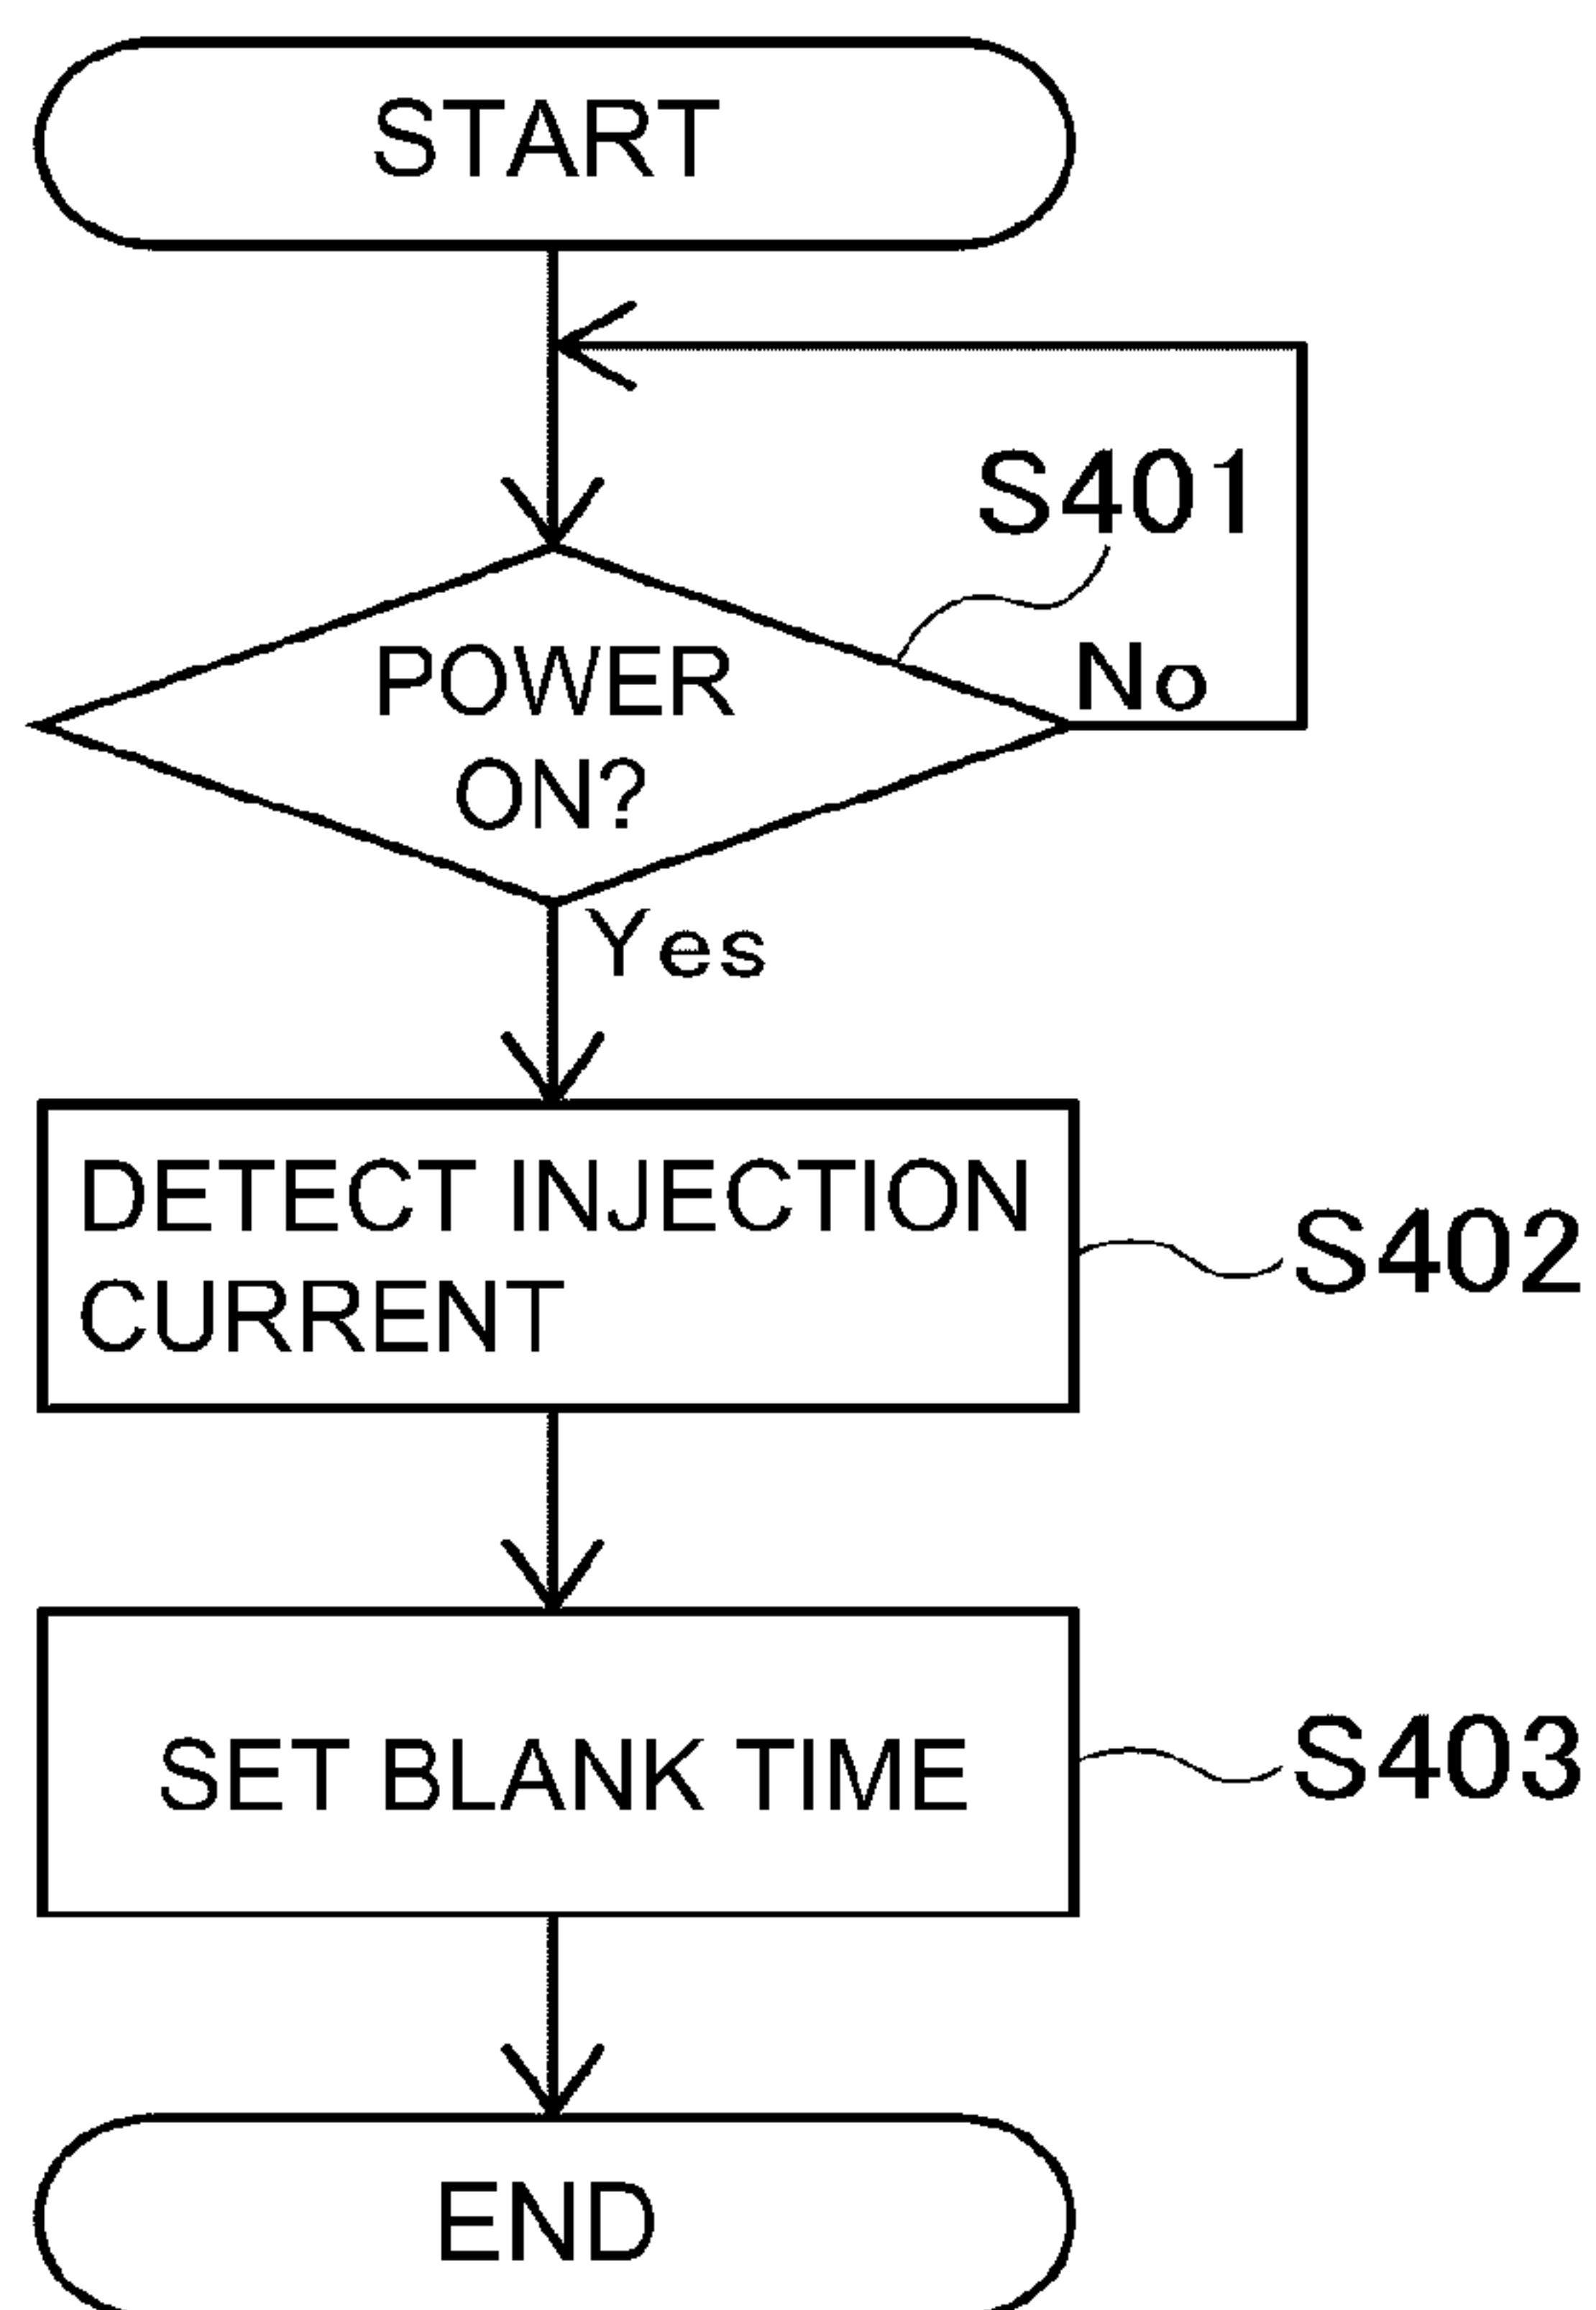 START
S401
POWER
ON?
No
Yes
DETECT INJECTION
CURRENT
S402
SET BLANK TIME
S403
END